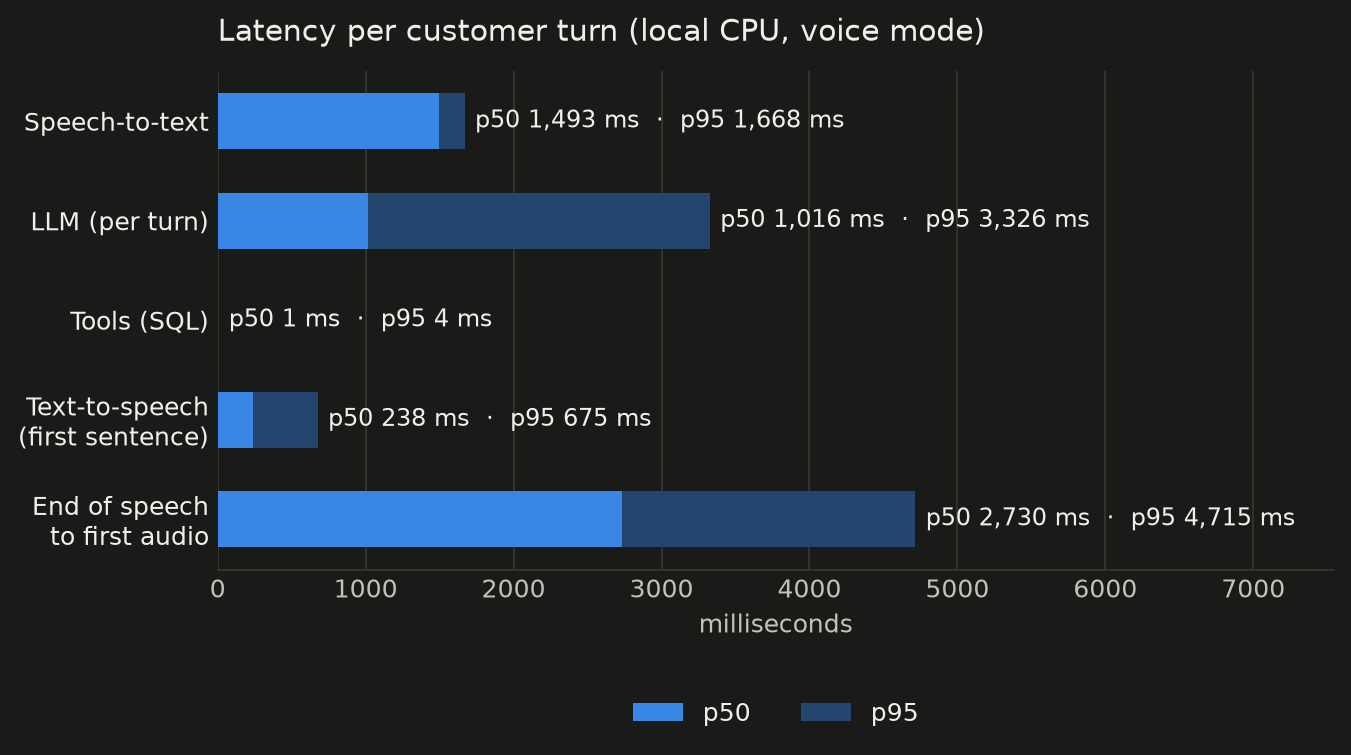 Latency per customer turn (local CPU, voice mode)
Speech-to-text
p50 1,493 ms · p95 1,668 ms
LLM (per turn)
p50 1,016 ms · p95 3,326 ms
Tools (SQL)
p50 1 ms · p95 4 ms
Text-to-speech
(first sentence)
p50 238 ms · p95 675 ms
End of speech
to first audio
p50 2,730 ms · p95 4,715 ms
0 1000 2000 3000 4000 5000 6000 7000
milliseconds
p50 p95